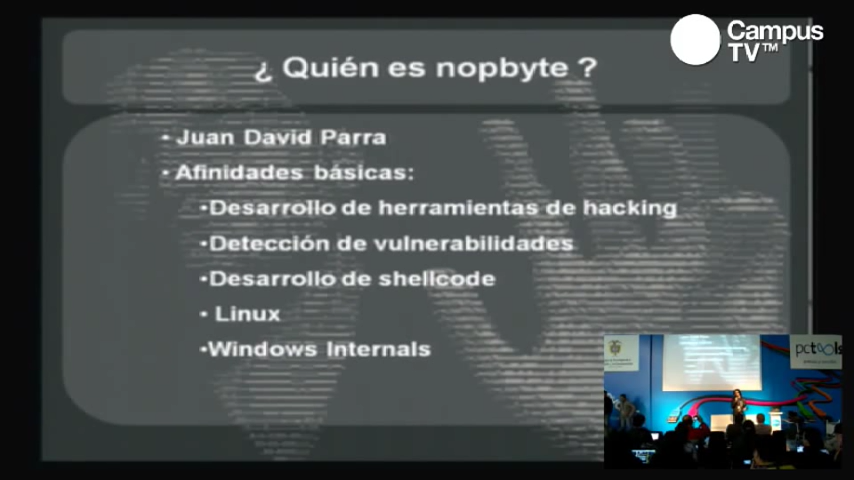 Campus
TV™
¿ Quién es nopbyte ?
• Juan David Parra
• Afinidades básicas:
•Desarrollo de herramientas de hacking
•Detección de vulnerabilidades
•Desarrollo de shellcode
• Linux
•Windows Internals
pctools